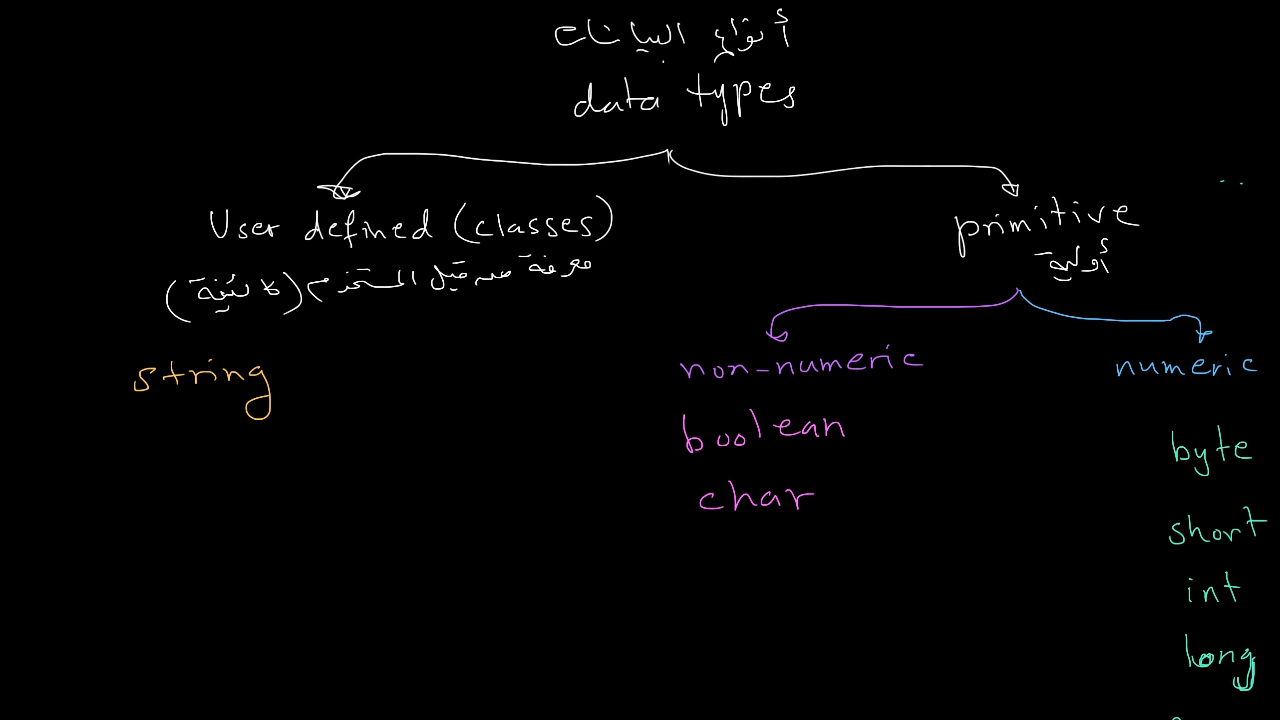 أنواع البيانات
data types
User defined (classes)
معرفة من قبل المستخدم (كائنية)
string
primitive
أولية
non-numeric
boolean
char
numeric
byte
short
int
long